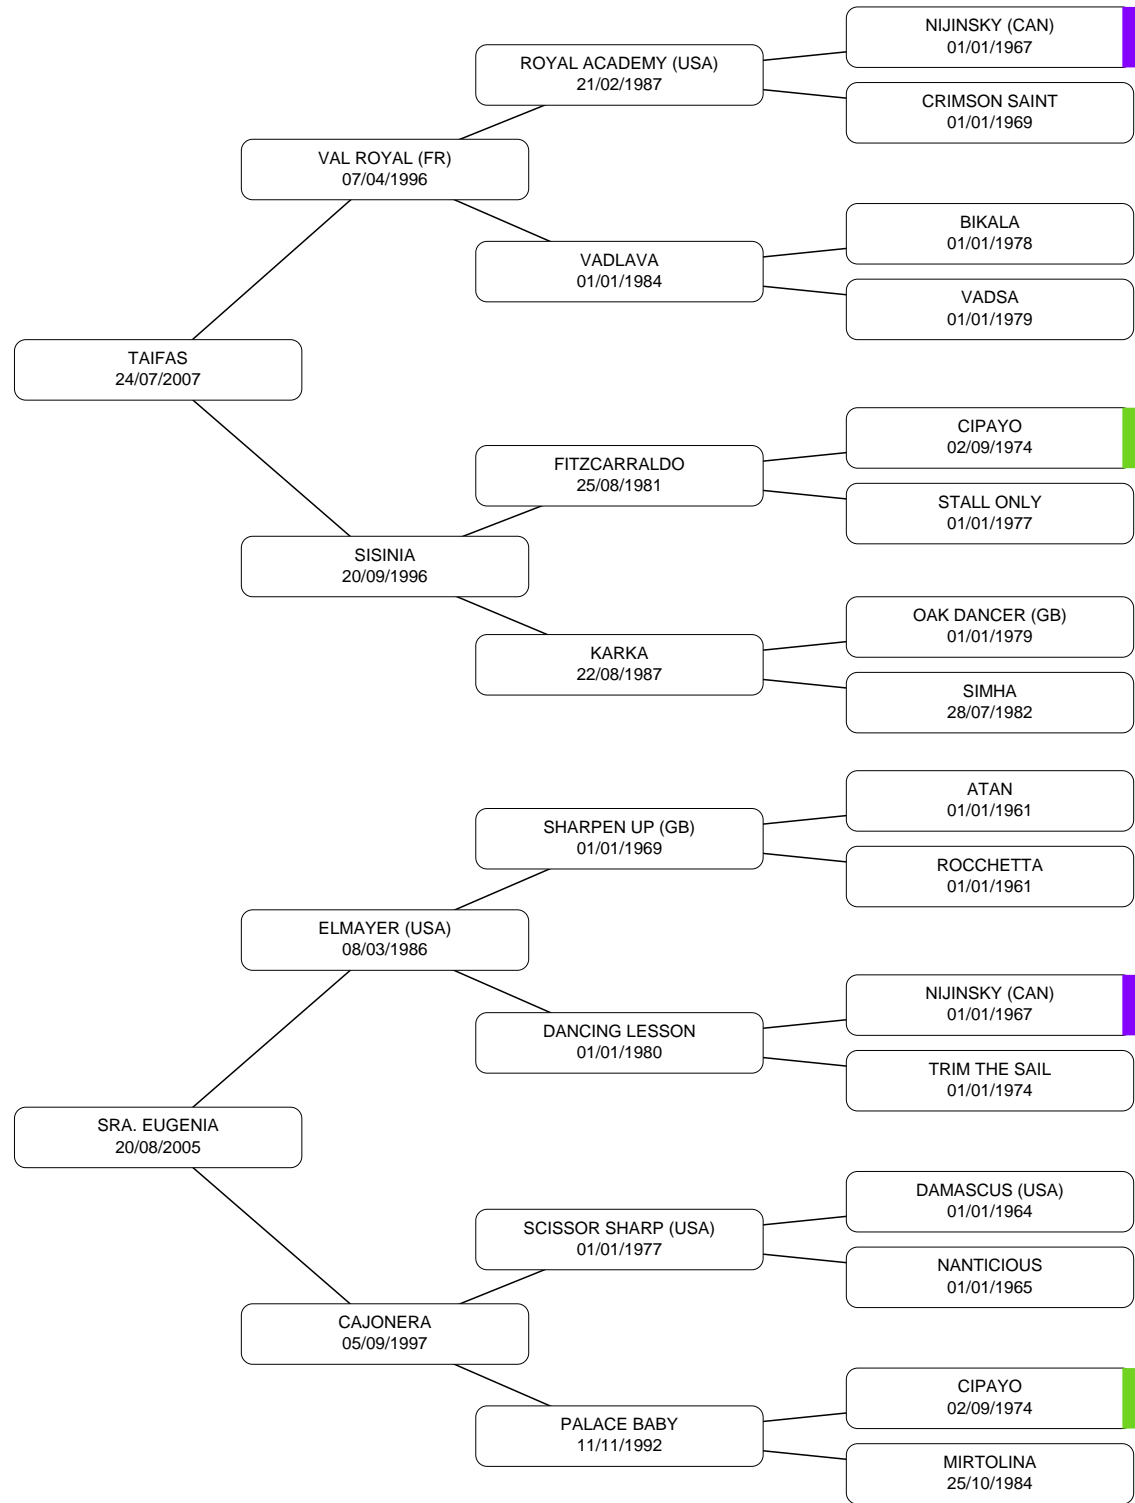 NIJINSKY (CAN)
01/01/1967
ROYAL ACADEMY (USA)
21/02/1987
CRIMSON SAINT
01/01/1969
VAL ROYAL (FR)
07/04/1996
BIKALA
01/01/1978
VADLAVA
01/01/1984
VADSA
01/01/1979
TAIFAS
24/07/2007
CIPAYO
02/09/1974
FITZCARRALDO
25/08/1981
STALL ONLY
01/01/1977
SISINIA
20/09/1996
OAK DANCER (GB)
01/01/1979
KARKA
22/08/1987
SIMHA
28/07/1982
ATAN
01/01/1961
SHARPEN UP (GB)
01/01/1969
ROCCHETTA
01/01/1961
ELMAYER (USA)
08/03/1986
NIJINSKY (CAN)
01/01/1967
DANCING LESSON
01/01/1980
TRIM THE SAIL
01/01/1974
SRA. EUGENIA
20/08/2005
DAMASCUS (USA)
01/01/1964
SCISSOR SHARP (USA)
01/01/1977
NANTICIOUS
01/01/1965
CAJONERA
05/09/1997
CIPAYO
02/09/1974
PALACE BABY
11/11/1992
MIRTOLINA
25/10/1984